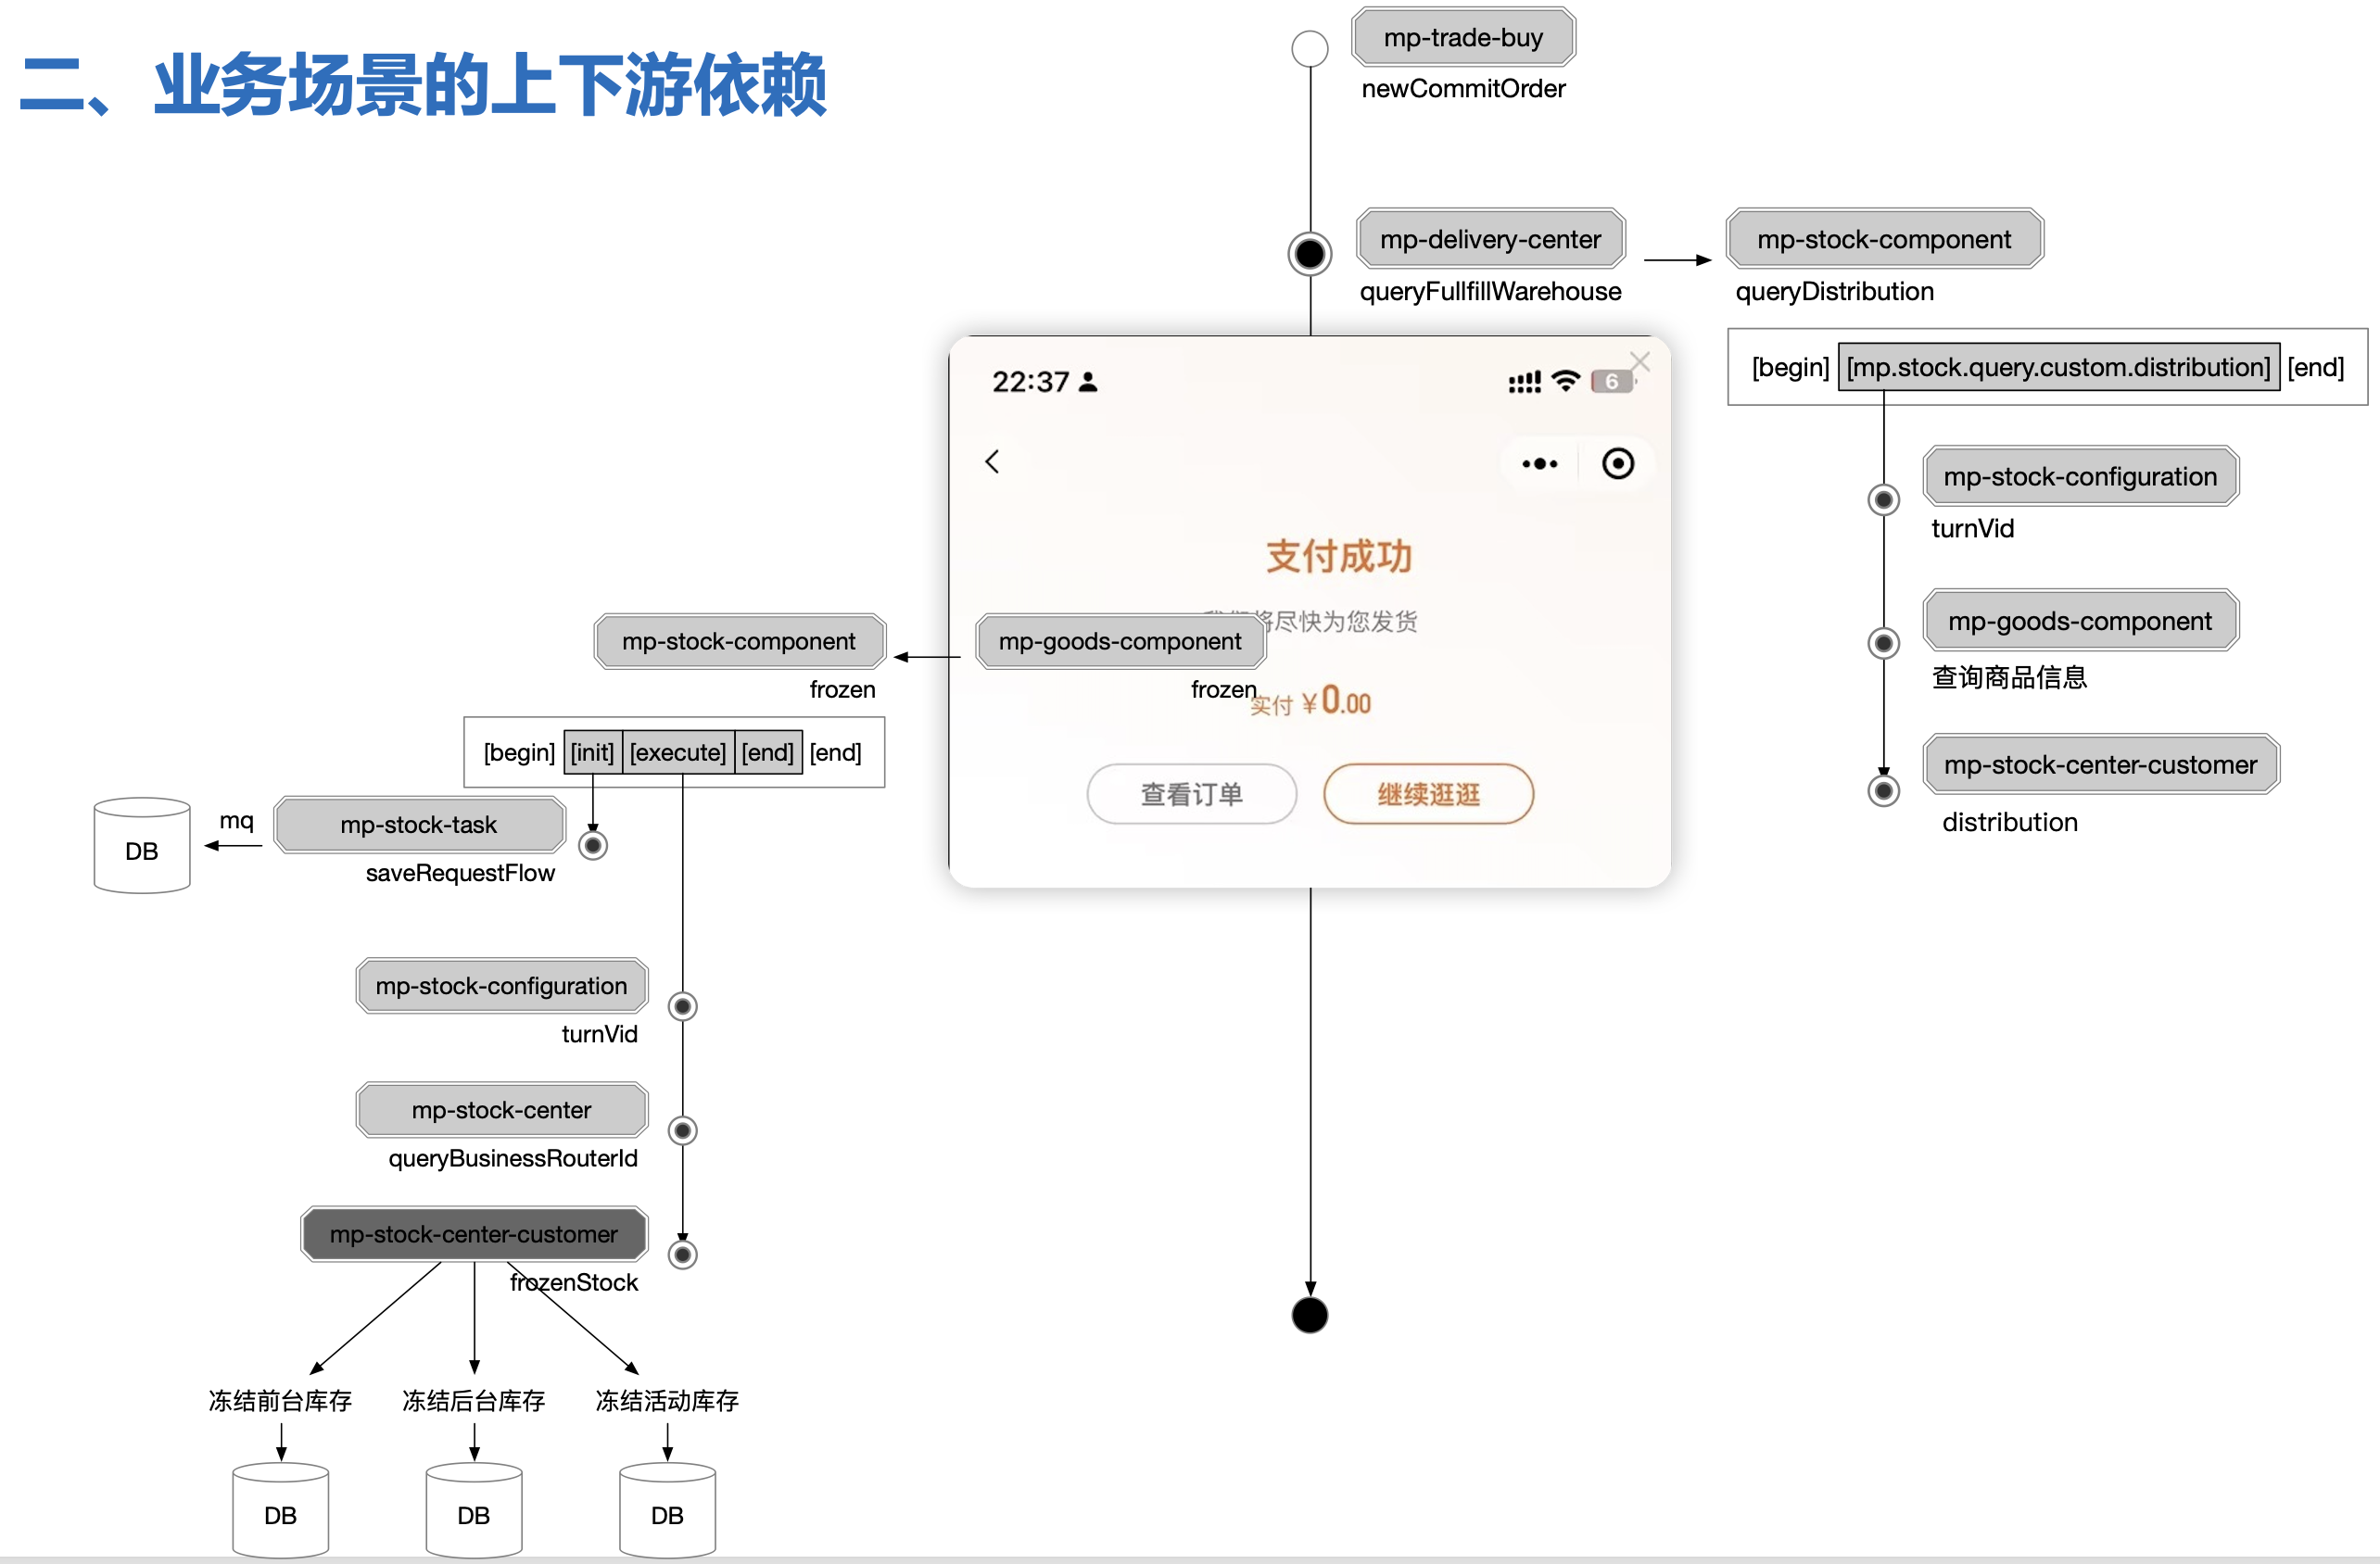 二、业务场景的上下游依赖
mp-trade-buy
newCommitOrder
mp-delivery-center
queryFullfillWarehouse
mp-stock-component
queryDistribution
[begin] [mp.stock.query.custom.distribution] [end]
mp-stock-configuration
turnVid
mp-goods-component
查询商品信息
mp-stock-center-customer
distribution
22:37
6
支付成功
将尽快为您发货
实付 ¥0.00
查看订单
继续逛逛
mp-goods-component
frozen
mp-stock-component
frozen
[begin] [init] [execute] [end] [end]
mp-stock-task
saveRequestFlow
mq
DB
mp-stock-configuration
turnVid
mp-stock-center
queryBusinessRouterId
mp-stock-center-customer
frozenStock
冻结前台库存
冻结后台库存
冻结活动库存
DB
DB
DB